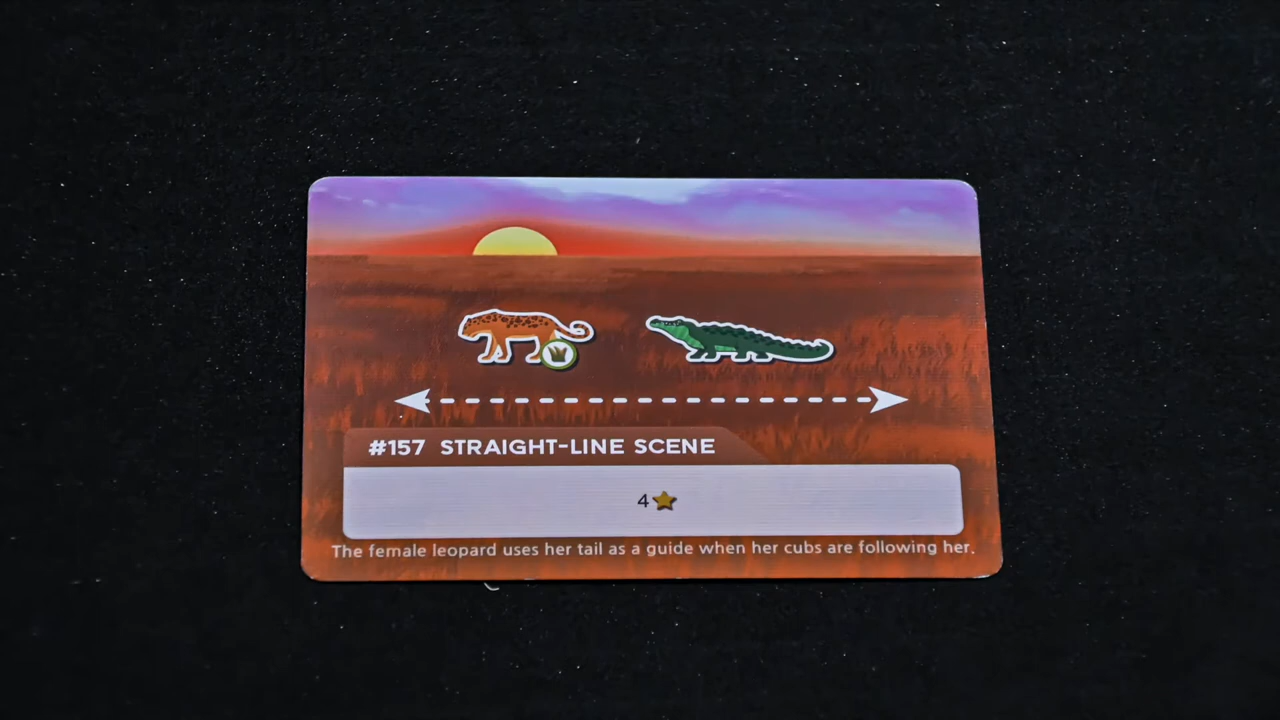 #157 STRAIGHT-LINE SCENE
4
The female leopard uses her tail as a guide when her cubs are following her.